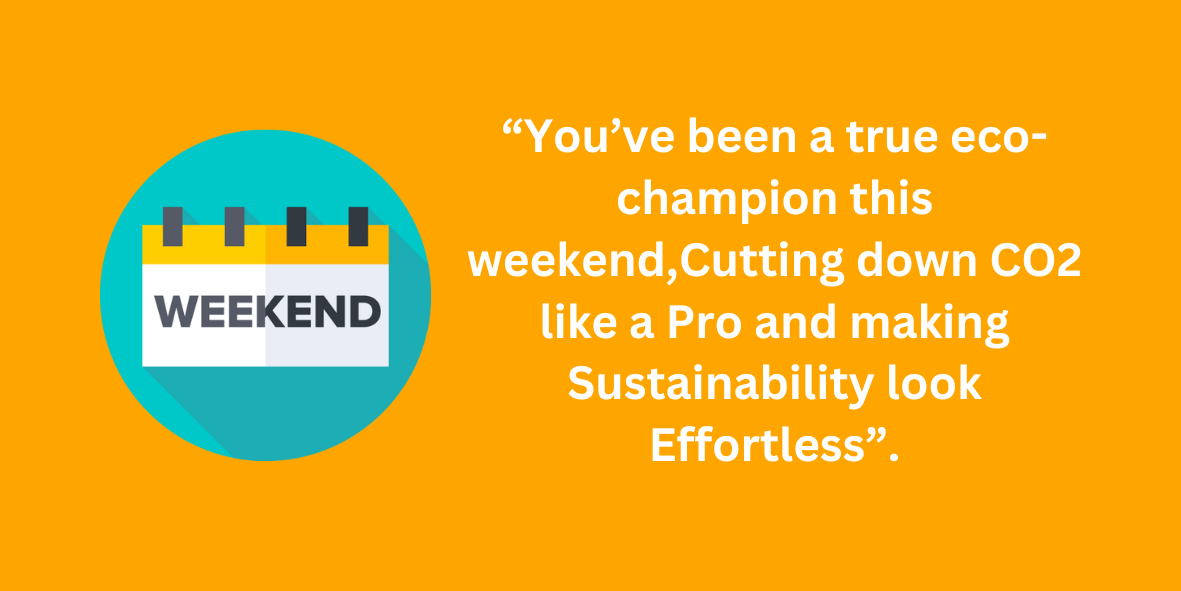 WEEKEND
“You’ve been a true eco-
champion this
weekend,Cutting down CO2
like a Pro and making
Sustainability look
Effortless”.